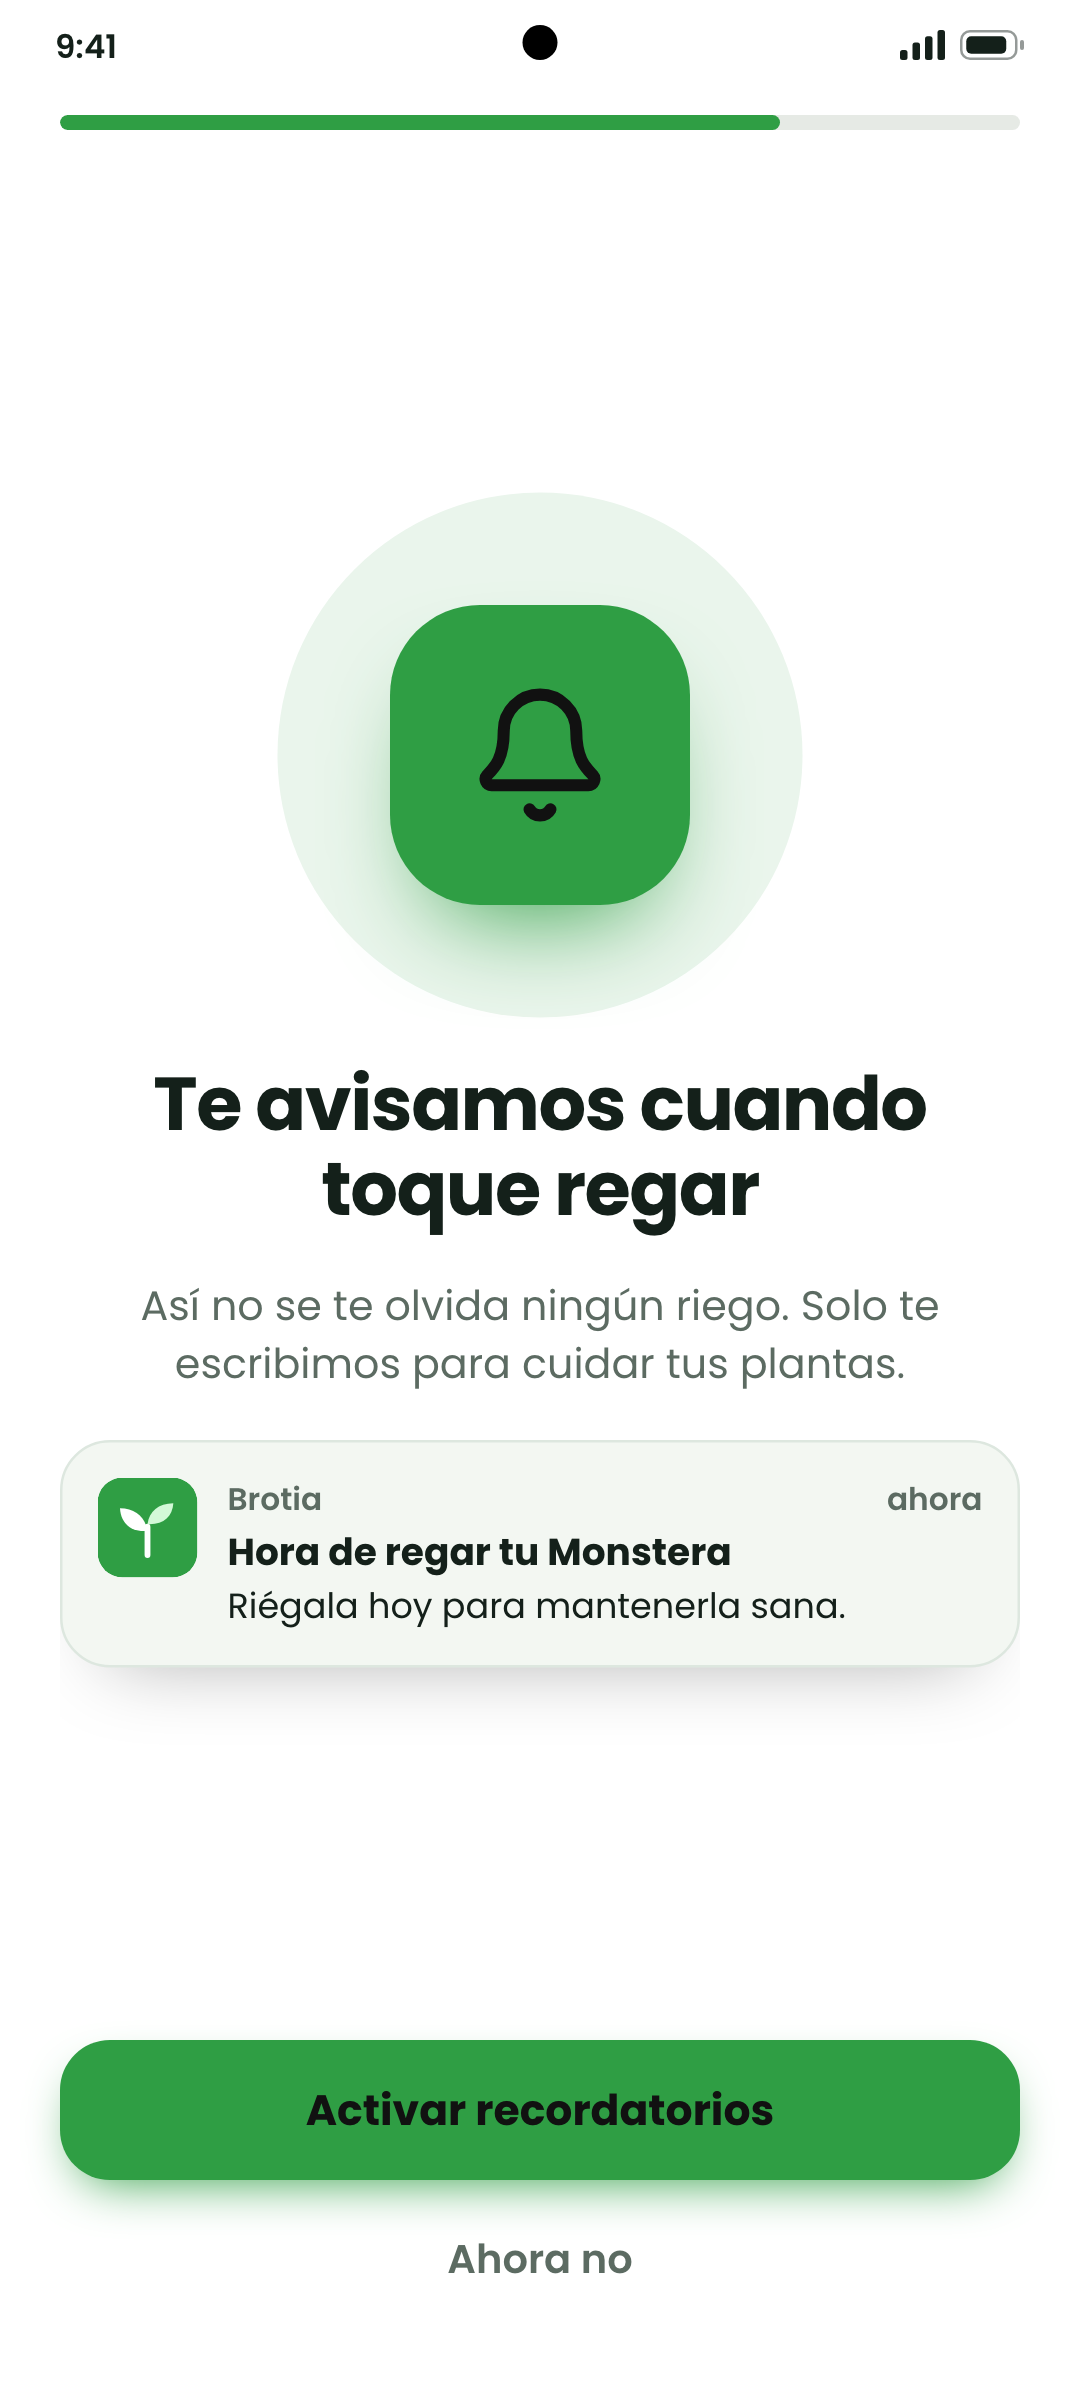 9:41
Te avisamos cuando
toque regar
Así no se te olvida ningún riego. Solo te
escribimos para cuidar tus plantas.
Brotia
ahora
Hora de regar tu Monstera
Riégala hoy para mantenerla sana.
Activar recordatorios
Ahora no